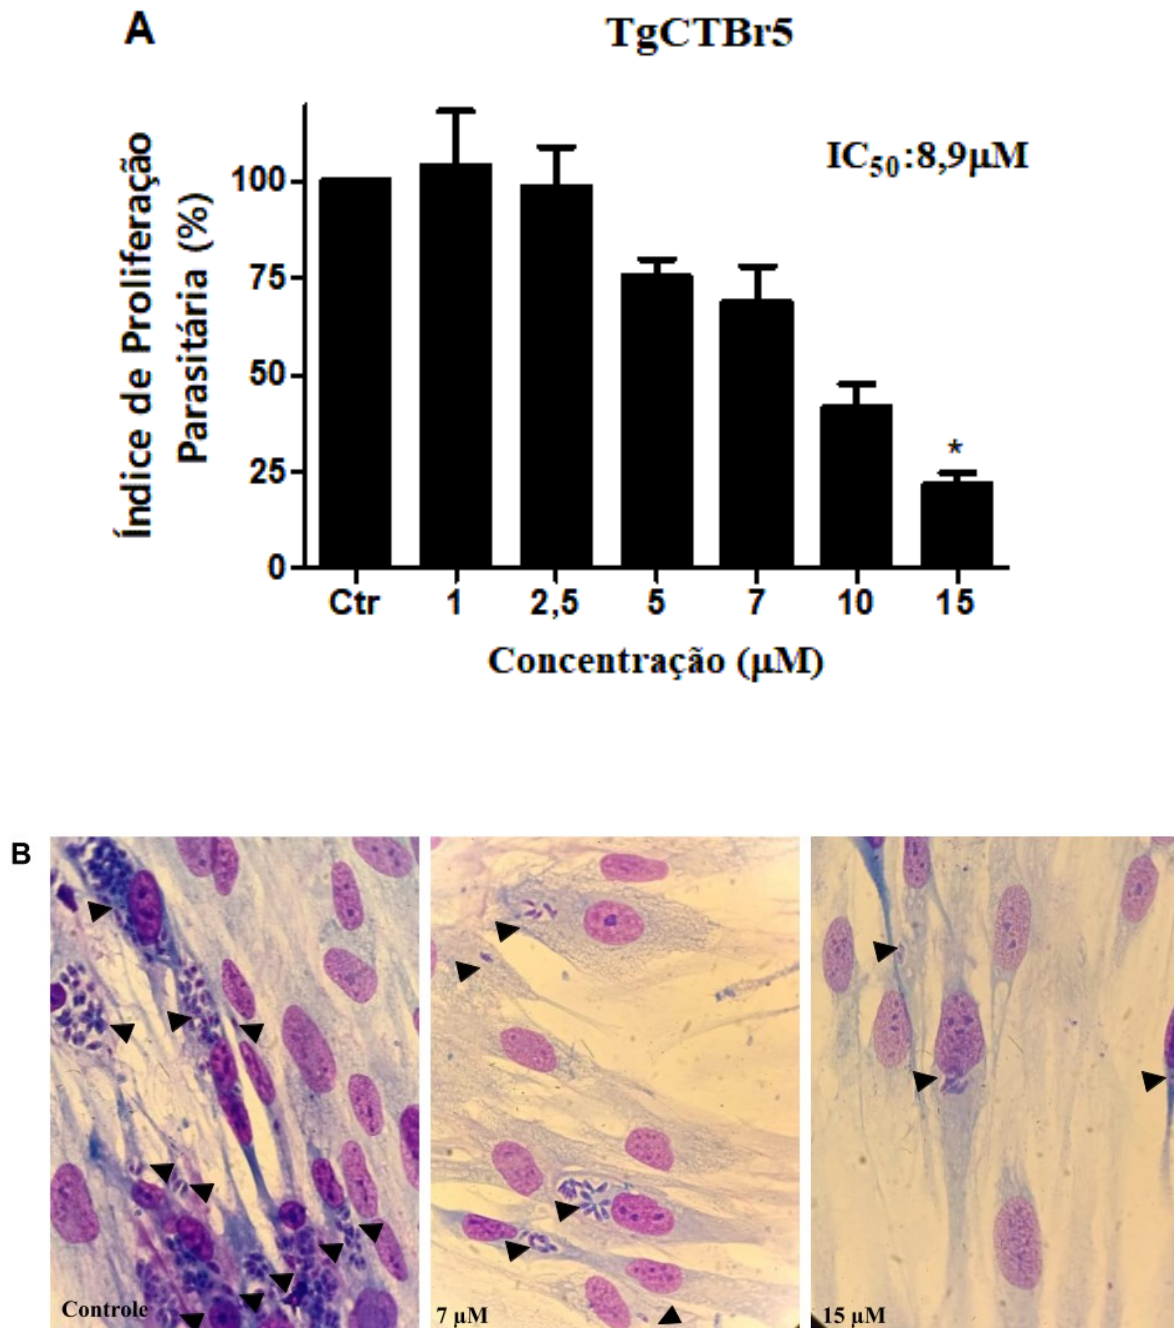 A
TgCTBr5
IC50:8,9µM
Índice de Proliferação
Parasitária (%)
100
75
50
25
0
*
Ctr 1 2,5 5 7 10 15
Concentração (µM)
B
Controle
7 µM
15 µM